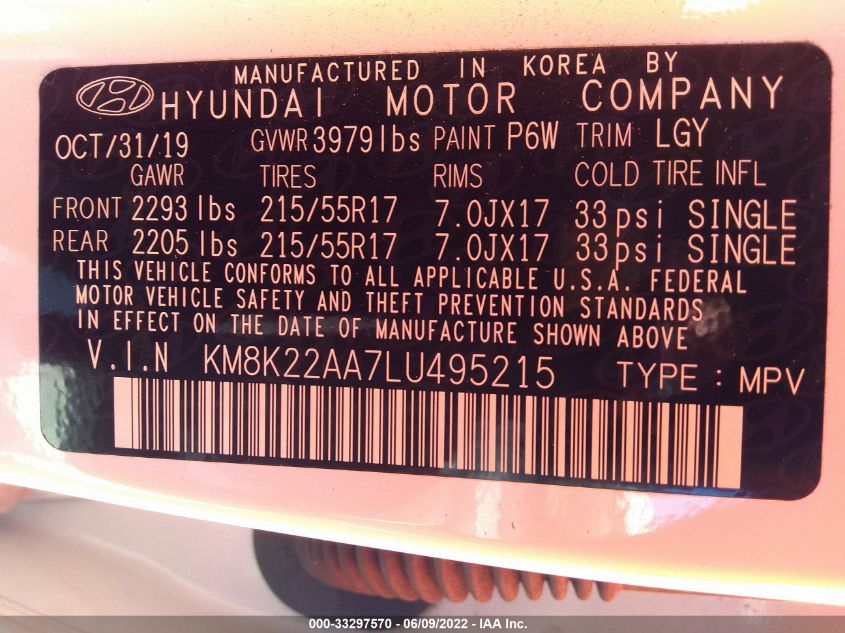 MANUFACTURED IN KOREA BY
HYUNDAI MOTOR COMPANY
OCT/31/19 GVWR 3979lbs PAINT P6W TRIM LGY
GAWR TIRES RIMS COLD TIRE INFL
FRONT 2293lbs 215/55R17 7.0JX17 33psi SINGLE
REAR 2205lbs 215/55R17 7.0JX17 33psi SINGLE
THIS VEHICLE CONFORMS TO ALL APPLICABLE U.S.A. FEDERAL
MOTOR VEHICLE SAFETY AND THEFT PREVENTION STANDARDS
IN EFFECT ON THE DATE OF MANUFACTURE SHOWN ABOVE
V.I.N KM8K22AA7LU495215 TYPE : MPV
000-33297570 - 06/09/2022 - IAA Inc.